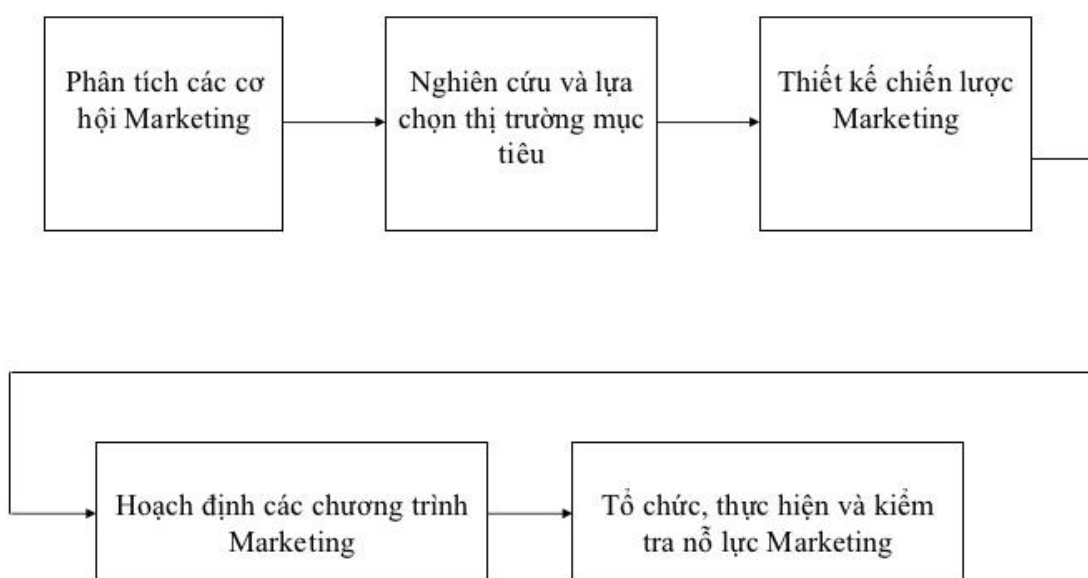 Phân tích các cơ
hội Marketing
Nghiên cứu và lựa
chọn thị trường mục
tiêu
Thiết kế chiến lược
Marketing
Hoạch định các chương trình
Marketing
Tổ chức, thực hiện và kiểm
tra nỗ lực Marketing